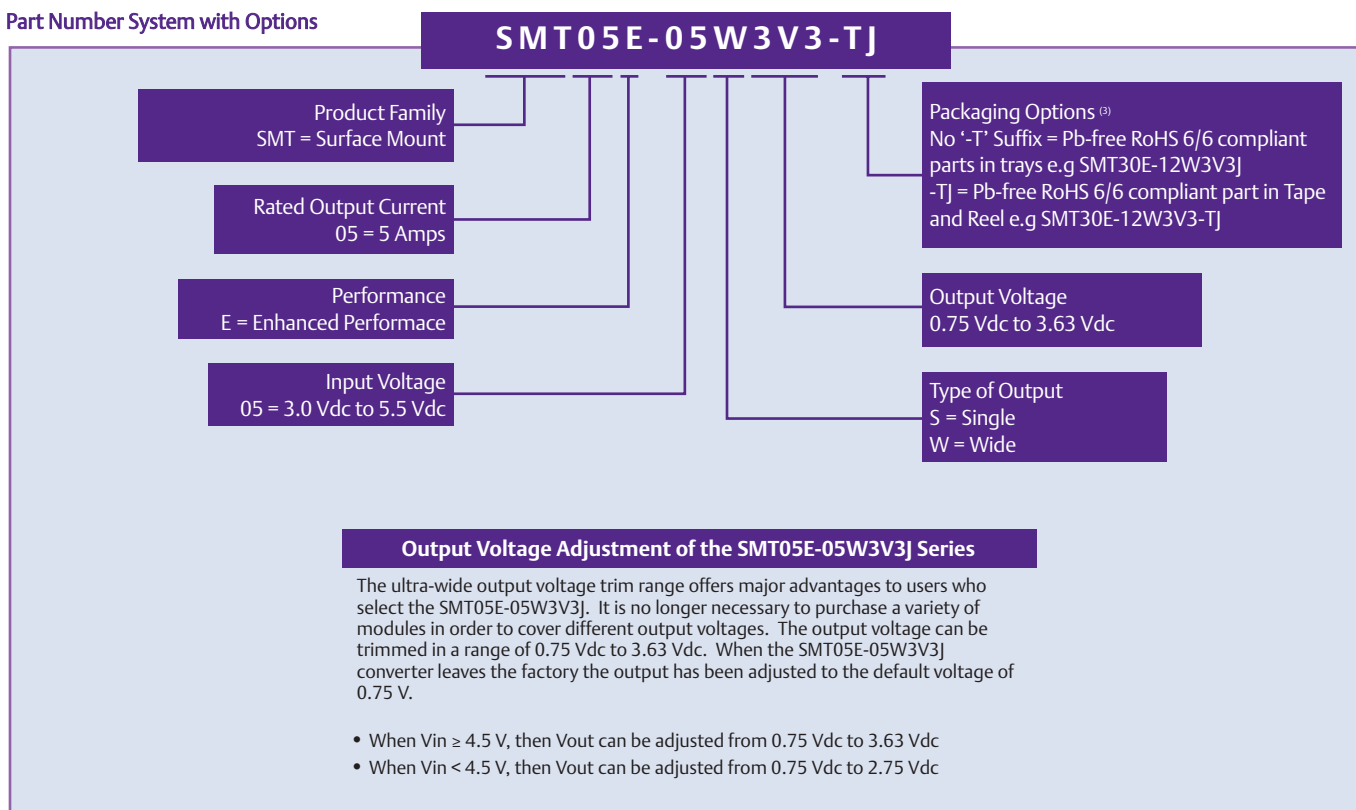 Part Number System with Options
SMT05E-05W3V3-TJ
Product Family
SMT = Surface Mount
Rated Output Current
05 = 5 Amps
Performance
E = Enhanced Performace
Input Voltage
05 = 3.0 Vdc to 5.5 Vdc
Packaging Options (3)
No ‘-T’ Suffix = Pb-free RoHS 6/6 compliant
parts in trays e.g SMT30E-12W3V3J
-TJ = Pb-free RoHS 6/6 compliant part in Tape
and Reel e.g SMT30E-12W3V3-TJ
Output Voltage
0.75 Vdc to 3.63 Vdc
Type of Output
S = Single
W = Wide
Output Voltage Adjustment of the SMT05E-05W3V3J Series
The ultra-wide output voltage trim range offers major advantages to users who
select the SMT05E-05W3V3J. It is no longer necessary to purchase a variety of
modules in order to cover different output voltages. The output voltage can be
trimmed in a range of 0.75 Vdc to 3.63 Vdc. When the SMT05E-05W3V3J
converter leaves the factory the output has been adjusted to the default voltage of
0.75 V.
• When Vin ≥ 4.5 V, then Vout can be adjusted from 0.75 Vdc to 3.63 Vdc
• When Vin < 4.5 V, then Vout can be adjusted from 0.75 Vdc to 2.75 Vdc